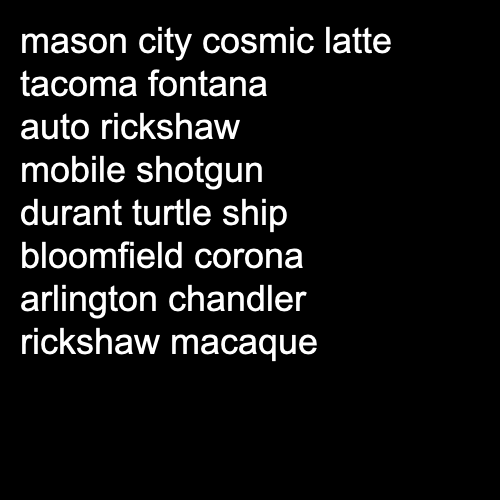 mason city cosmic latte
tacoma fontana
auto rickshaw
mobile shotgun
durant turtle ship
bloomfield corona
arlington chandler
rickshaw macaque